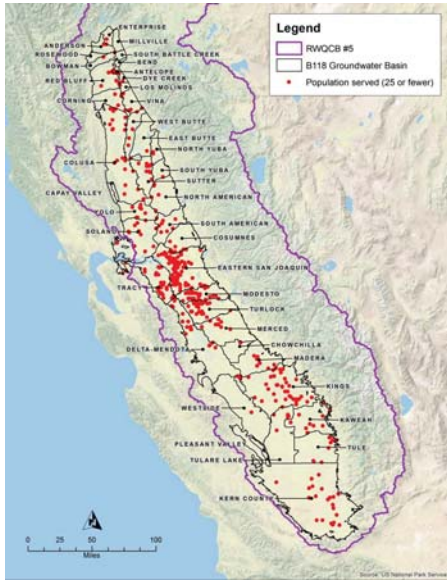 Legend
RWQCB #5
B118 Groundwater Basin
Population served (25 or fewer)
ENTERPRISE
ANDERSON
MILLVILLE
ROSEWOOD
SOUTH BATTLE CREEK
BOWMAN
BEND
ANTELOPE
RED BLUFF
DYE CREEK
LOS MOLINOS
CORNING
VINA
WEST BUTTE
EAST BUTTE
NORTH YUBA
COLUSA
SOUTH YUBA
SUTTER
CAPAY VALLEY
NORTH AMERICAN
YOLO
SOUTH AMERICAN
SOLANO
COSUMNES
EASTERN SAN JOAQUIN
TRACY
MODESTO
TURLOCK
MERCED
CHOWCHILLA
DELTA-MENDOTA
MADERA
KINGS
WESTSIDE
KAWEAH
PLEASANT VALLEY
TULE
TULARE LAKE
KERN COUNTY
N
0 25 50 100
Miles
Source: US National Park Service